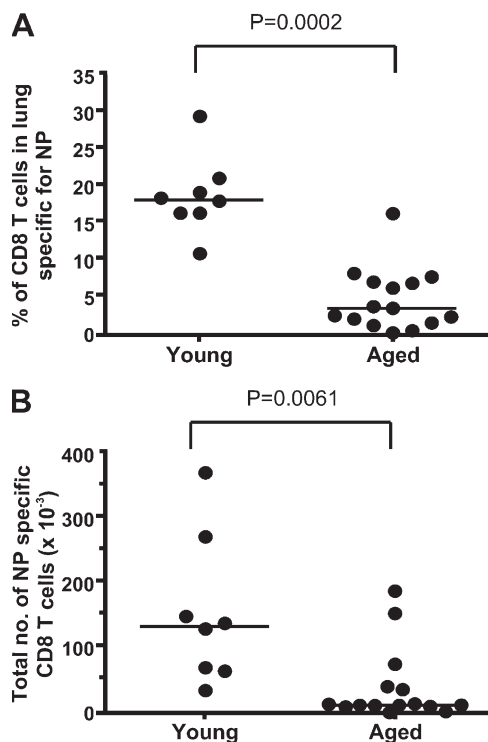 A
P=0.0002
% of CD8 T cells in lung
specific for NP
35
30
25
20
15
10
5
0
Young
Aged
B
P=0.0061
Total no. of NP specific
CD8 T cells (x 10⁻³)
400
300
200
100
0
Young
Aged